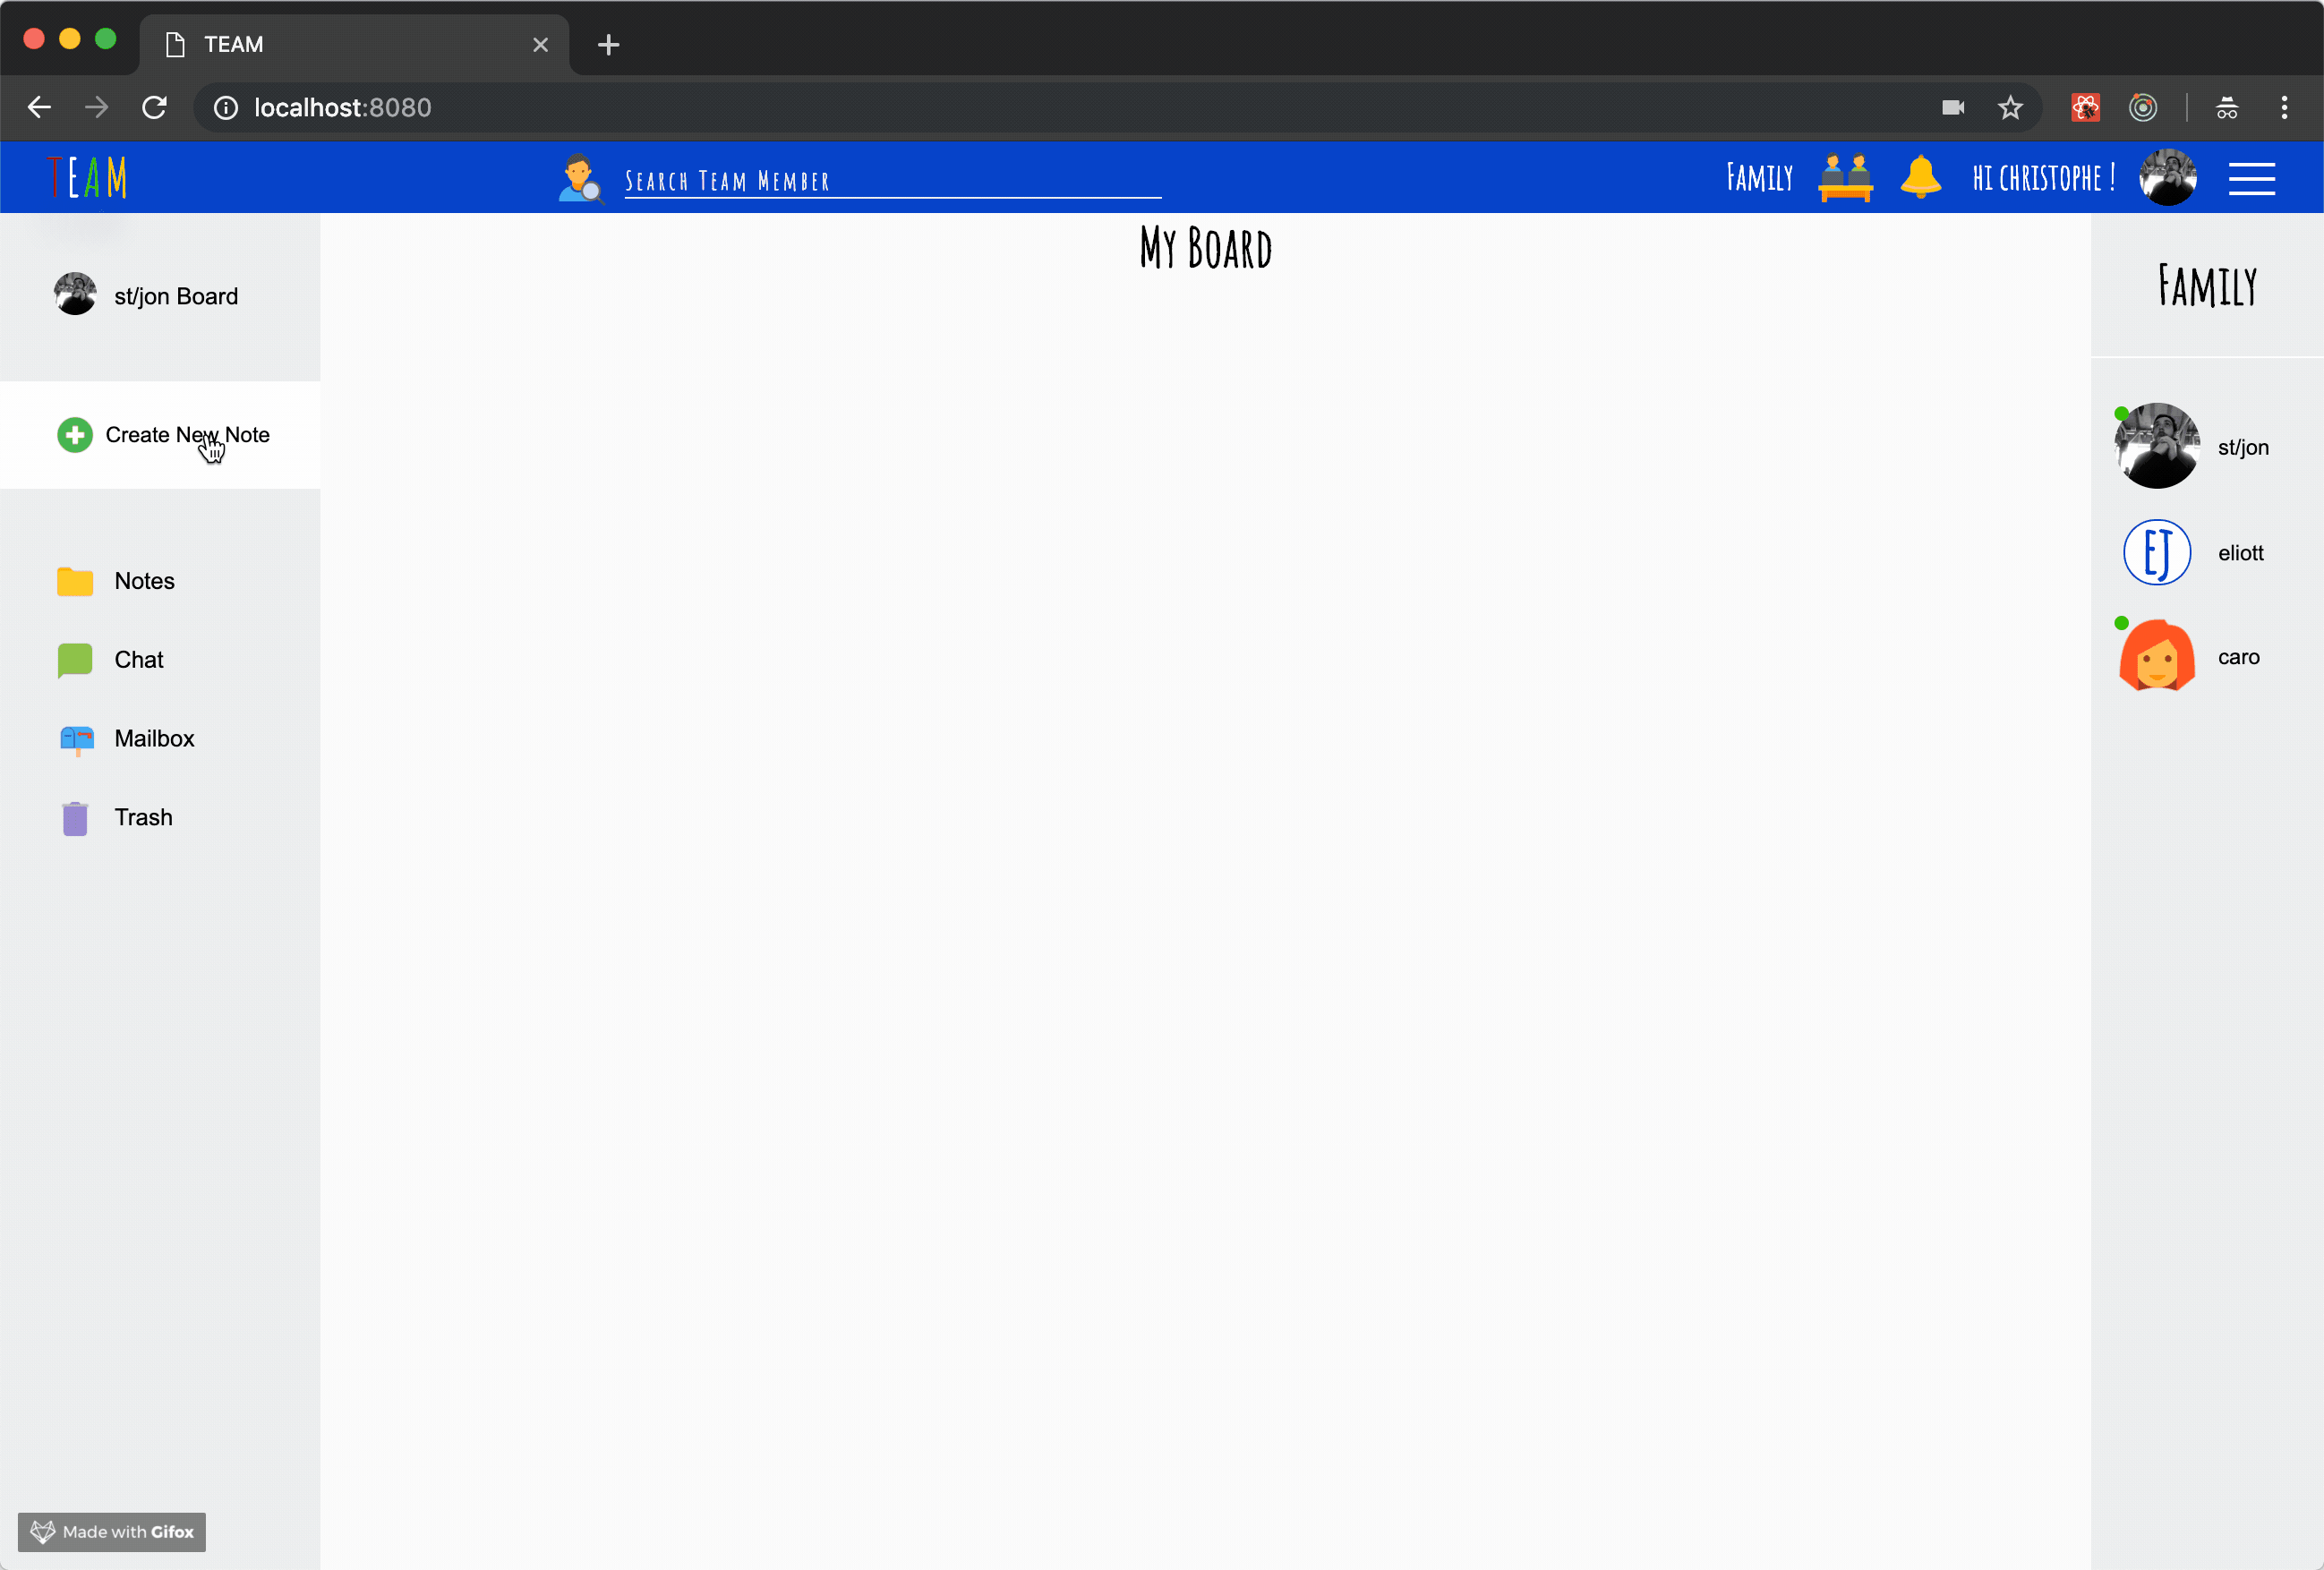 TEAM
localhost:8080
TEAM
Search Team Member
Family
HI CHRISTOPHE !
My Board
st/jon Board
Create New Note
Notes
Chat
Mailbox
Trash
Family
st/jon
EJ
eliott
caro
Made with Gifox